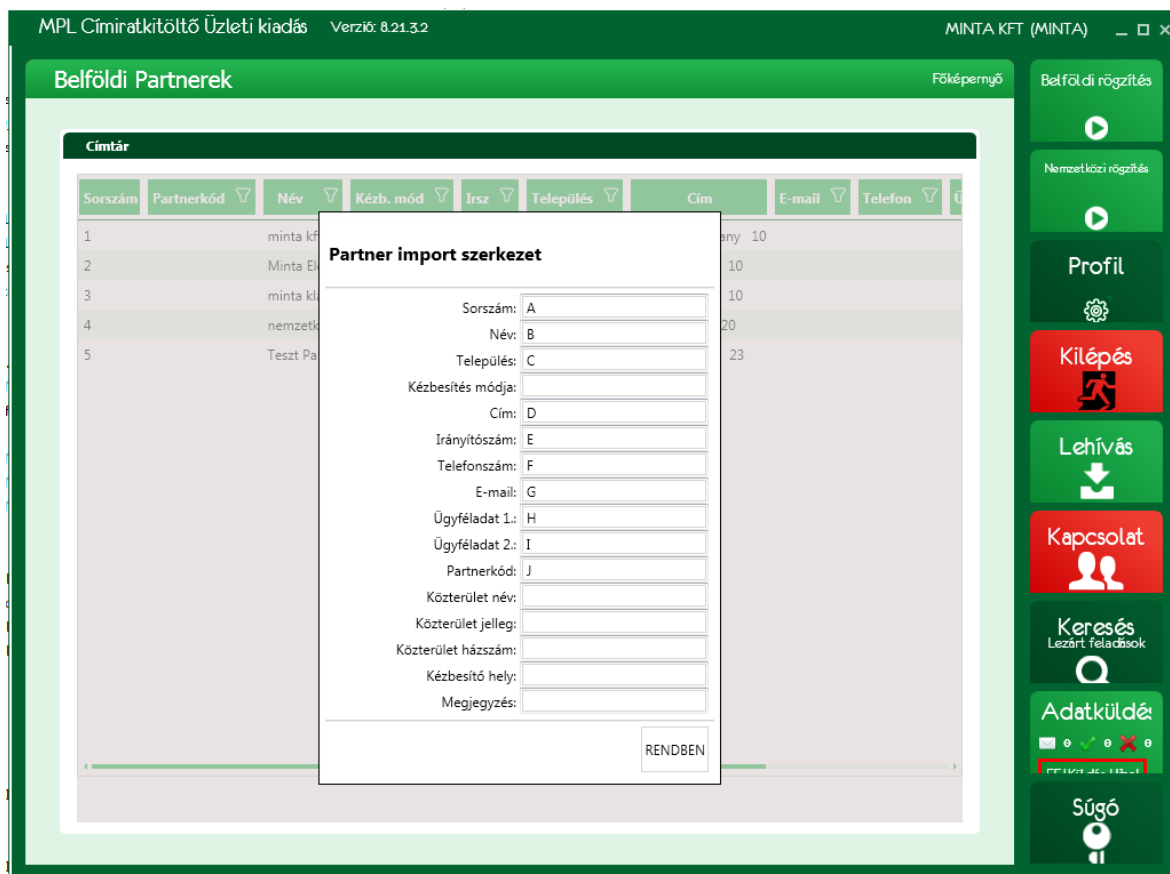 MPL Címiratkitöltő Üzleti kiadás Verzió: 8.21.3.2 MINTA KFT (MINTA)
Belföldi Partnerek Főképernyő
Címtár
Sorszám Partnerkód Név Kézb. mód Irsz Település Cím E-mail Telefon
1 minta kf any 10
2 Minta El 10
3 minta kla 10
4 nemzetk 20
5 Teszt Pa 23
Partner import szerkezet
Sorszám: A
Név: B
Település: C
Kézbesítés módja:
Cím: D
Irányítószám: E
Telefonszám: F
E-mail: G
Ügyféladat 1.: H
Ügyféladat 2.: I
Partnerkód: J
Közterület név:
Közterület jelleg:
Közterület házszám:
Kézbesítő hely:
Megjegyzés:
RENDBEN
Belföldi rögzítés
Nemzetközi rögzítés
Profil
Kilépés
Lehívás
Kapcsolat
Keresés
Lezárt feladások
Adatküldés
0 0 0
Súgó